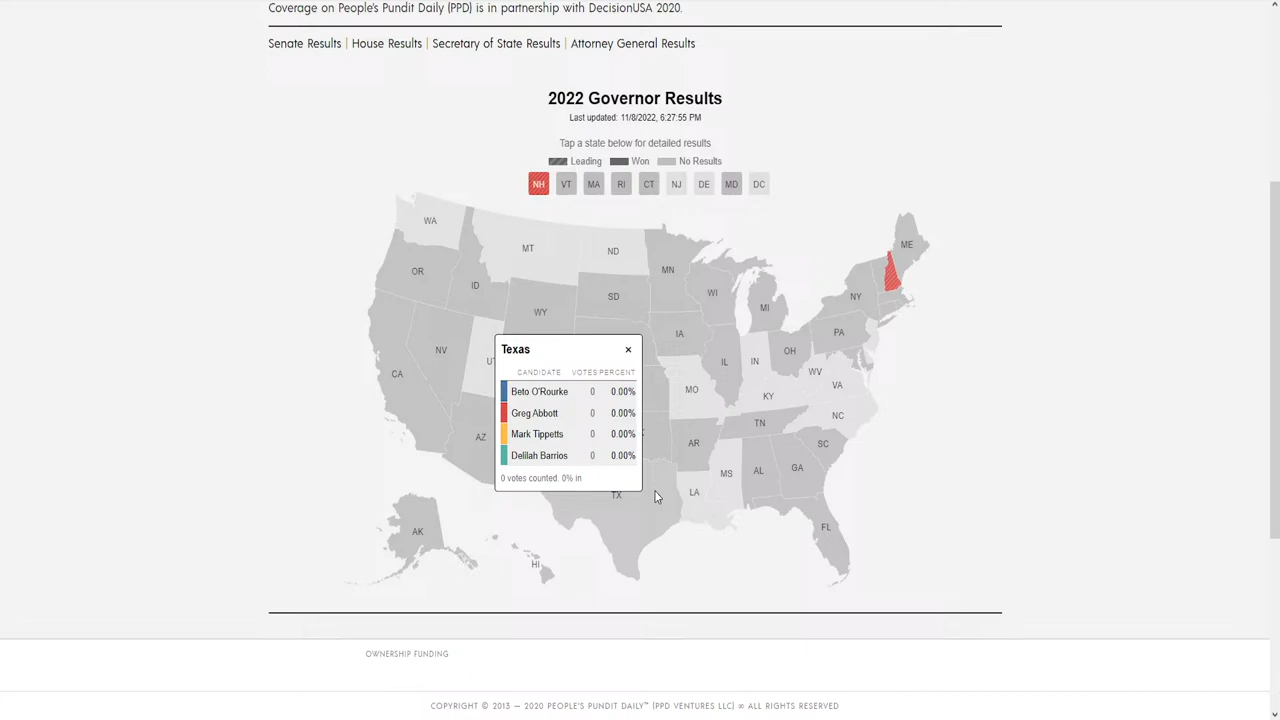 Coverage on People's Pundit Daily (PPD) is in partnership with DecisionUSA 2020.
Senate Results | House Results | Secretary of State Results | Attorney General Results
2022 Governor Results
Last updated: 11/8/2022, 6:27:55 PM
Tap a state below for detailed results
Leading Won No Results
NH VT MA RI CT NJ DE MD DC
WA
MT
ND
ME
MN
OR
ID
WI
SD
NY
MI
WY
PA
IA
NV
OH
IN
IL
UT
WV
CA
VA
MO
KY
NC
TN
AZ
AR
SC
GA
AL
MS
LA
TX
FL
AK
HI
Texas ×
CANDIDATE VOTES PERCENT
Beto O'Rourke 0 0.00%
Greg Abbott 0 0.00%
Mark Tippetts 0 0.00%
Delilah Barrios 0 0.00%
0 votes counted. 0% in
OWNERSHIP FUNDING
COPYRIGHT © 2013 — 2020 PEOPLE'S PUNDIT DAILY™ (PPD VENTURES LLC) ∞ ALL RIGHTS RESERVED